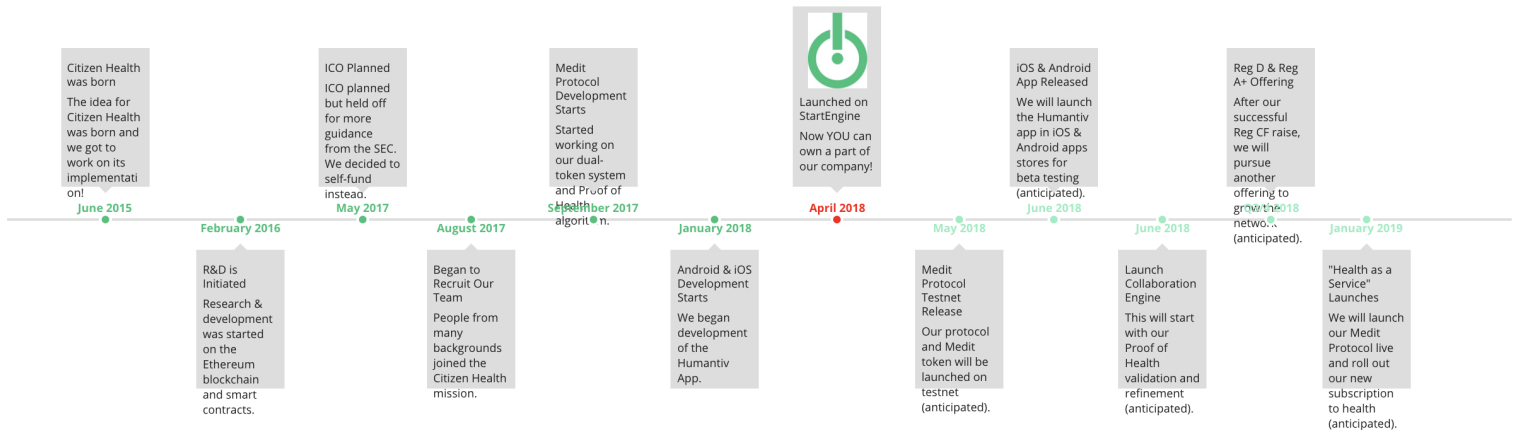 Citizen Health
was born
The idea for
Citizen Health
was born and
we got to
work on its
implementati
on!
June 2015
February 2016
R&D is
Initiated
Research &
development
was started
on the
Ethereum
blockchain
and smart
contracts.
ICO Planned
ICO planned
but held off
for more
guidance
from the SEC.
We decided to
self-fund
instead.
May 2017
August 2017
Began to
Recruit Our
Team
People from
many
backgrounds
joined the
Citizen Health
mission.
Medit
Protocol
Development
Starts
Started
working on
our dual-
token system
and Proof of
Health
algorithm.
September 2017
January 2018
Android & iOS
Development
Starts
We began
development
of the
Humantiv
App.
Launched on
StartEngine
Now YOU can
own a part of
our company!
April 2018
May 2018
Medit
Protocol
Testnet
Release
Our protocol
and Medit
token will be
launched on
testnet
(anticipated).
iOS & Android
App Released
We will launch
the Humantiv
app in iOS &
Android apps
stores for
beta testing
(anticipated).
June 2018
June 2018
Launch
Collaboration
Engine
This will start
with our
Proof of
Health
validation and
refinement
(anticipated).
Reg D & Reg
A+ Offering
After our
successful
Reg CF raise,
we will
pursue
another
offering to
grow the
network
(anticipated).
2018
January 2019
"Health as a
Service"
Launches
We will launch
our Medit
Protocol live
and roll out
our new
subscription
to health
(anticipated).